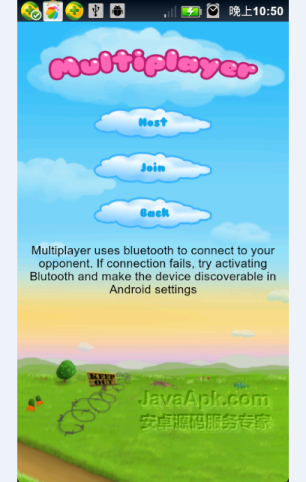 晚上10:50
Multiplayer
Host
Join
Back
Multiplayer uses bluetooth to connect to your
opponent. If connection fails, try activating
Blutooth and make the device discoverable in
Android settings
KEEP
OUT
JavaApk.com
安卓源码服务专家